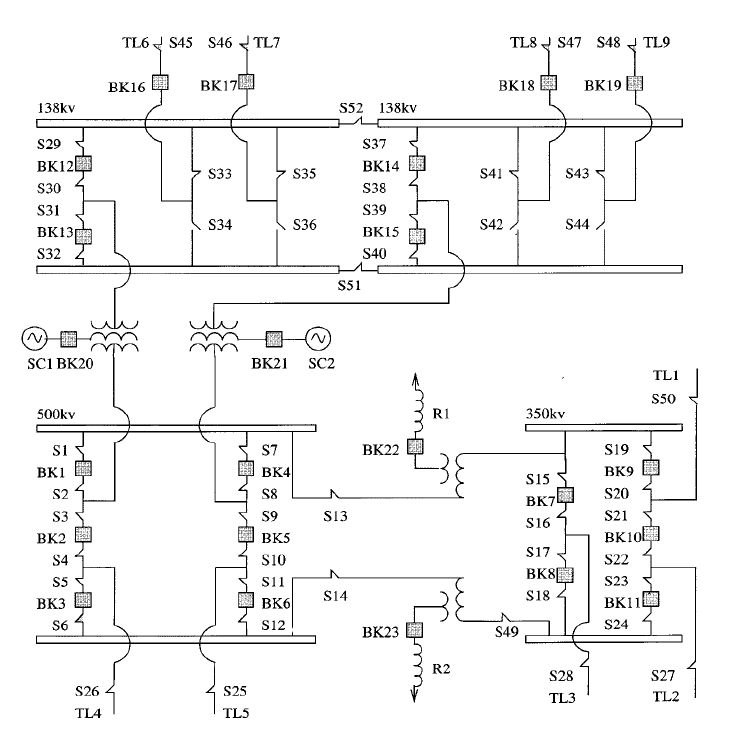 TL6 S45 S46 TL7 TL8 S47 S48 TL9
BK16 BK17 BK18 BK19
138kv S52 138kv
S29 S37
BK12 S33 S35 BK14 S41 S43
S30 S38
S31 S34 S36 S39 S42 S44
BK13 BK15
S32 S40
S51
SC1 BK20 BK21 SC2
TL1
S50
R1
500kv 350kv
BK22
S1 S7 S19
BK1 BK4 S15 BK9
S2 S8 BK7 S20
S3 S9 S13 S16 S21
BK2 BK5 BK10
S4 S10 S17 S22
S5 S11 BK8 S23
BK3 BK6 S14 S18 BK11
S6 S12 BK23 S49 S24
R2
S26 S25 S28 S27
TL4 TL5 TL3 TL2